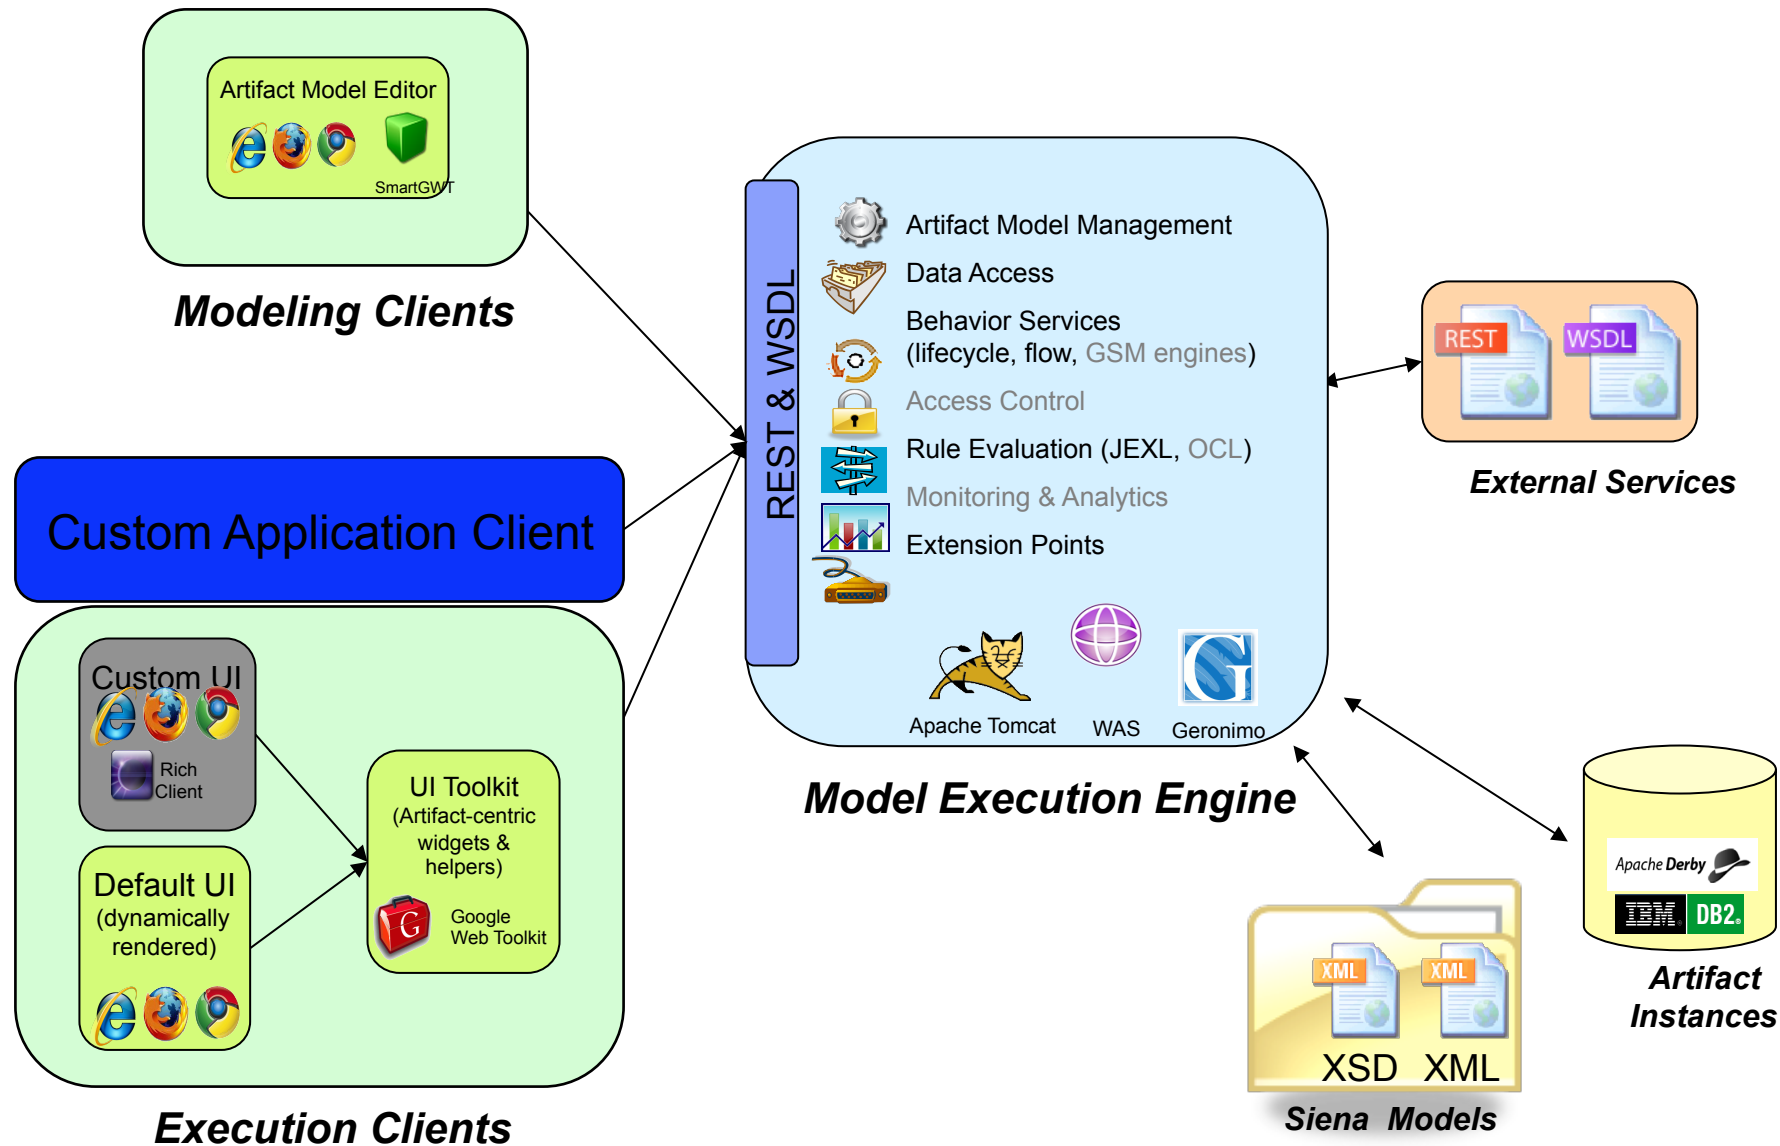 Artifact Model Editor
SmartGWT
Modeling Clients
Custom Application Client
Custom UI
Rich
Client
Default UI
(dynamically
rendered)
UI Toolkit
(Artifact-centric
widgets &
helpers)
G
Google
Web Toolkit
Execution Clients
REST & WSDL
Artifact Model Management
Data Access
Behavior Services
(lifecycle, flow, GSM engines)
Access Control
Rule Evaluation (JEXL, OCL)
Monitoring & Analytics
Extension Points
G
Apache Tomcat
WAS
Geronimo
Model Execution Engine
REST
WSDL
External Services
Apache Derby
IBM
DB2
Artifact
Instances
XML
XML
XSD
XML
Siena Models